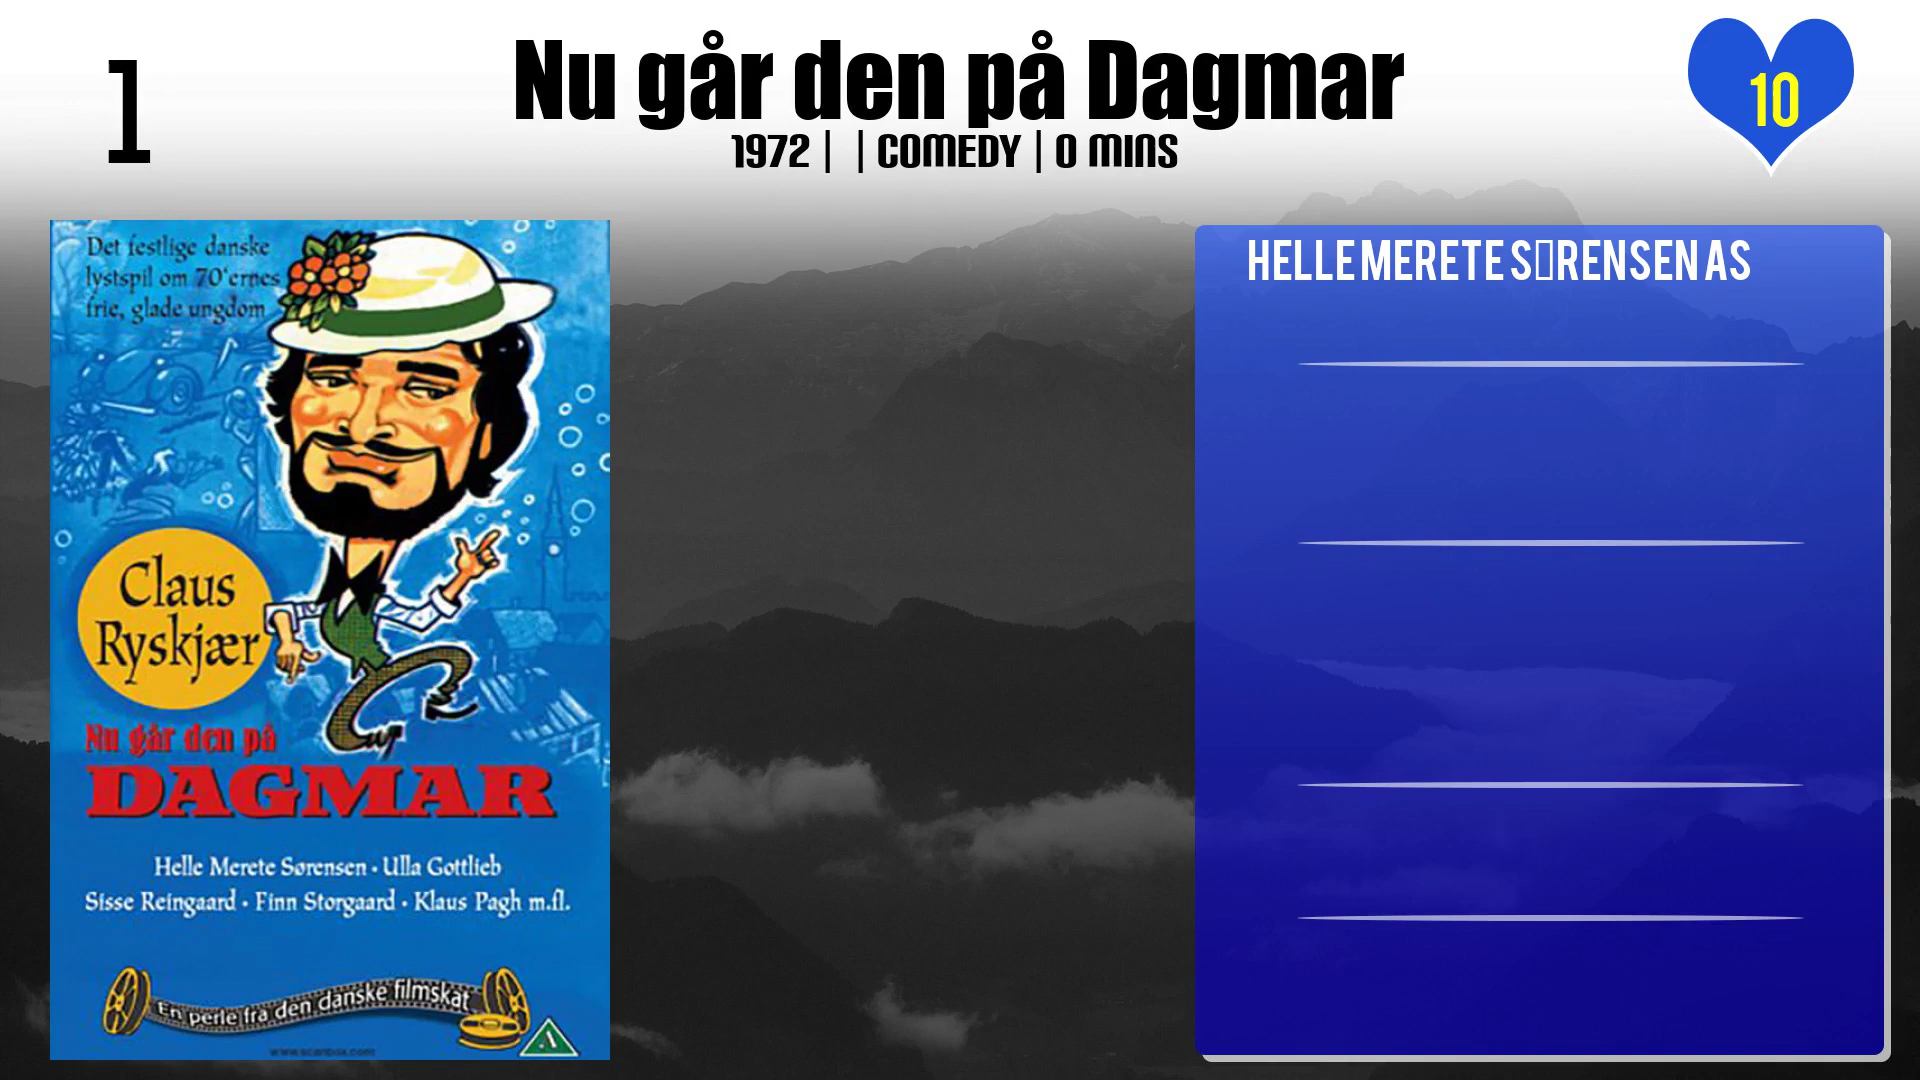 1
Nu går den på Dagmar
1972 | | COMEDY | 0 MINS
10
Det festlige danske
lystspil om 70'ernes
frie, glade ungdom
Claus
Ryskjær
Nu går den på
DAGMAR
Helle Merete Sørensen · Ulla Gottlieb
Sisse Reingaard · Finn Storgaard · Klaus Pagh m.fl.
En perle fra den danske filmskat
A
HELLE MERETE S▯RENSEN AS